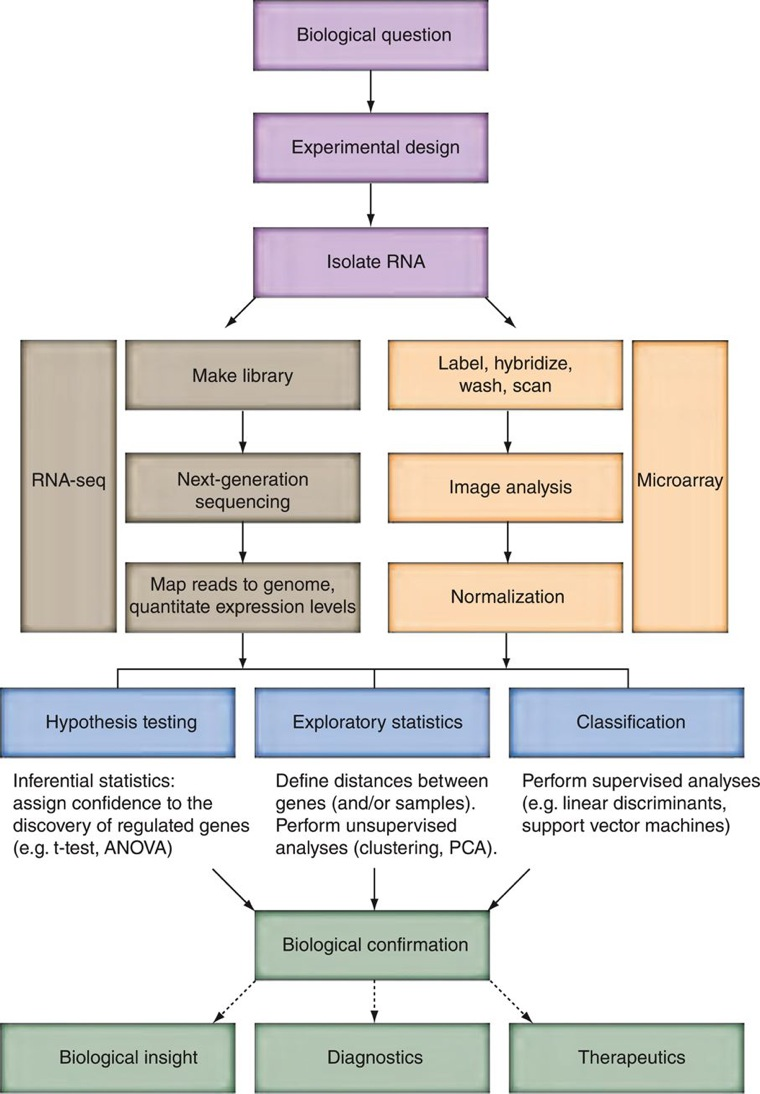 Biological question
Experimental design
Isolate RNA
RNA-seq
Make library
Next-generation
sequencing
Map reads to genome,
quantitate expression levels
Label, hybridize,
wash, scan
Image analysis
Normalization
Microarray
Hypothesis testing
Inferential statistics:
assign confidence to the
discovery of regulated genes
(e.g. t-test, ANOVA)
Exploratory statistics
Define distances between
genes (and/or samples).
Perform unsupervised
analyses (clustering, PCA).
Classification
Perform supervised analyses
(e.g. linear discriminants,
support vector machines)
Biological confirmation
Biological insight
Diagnostics
Therapeutics